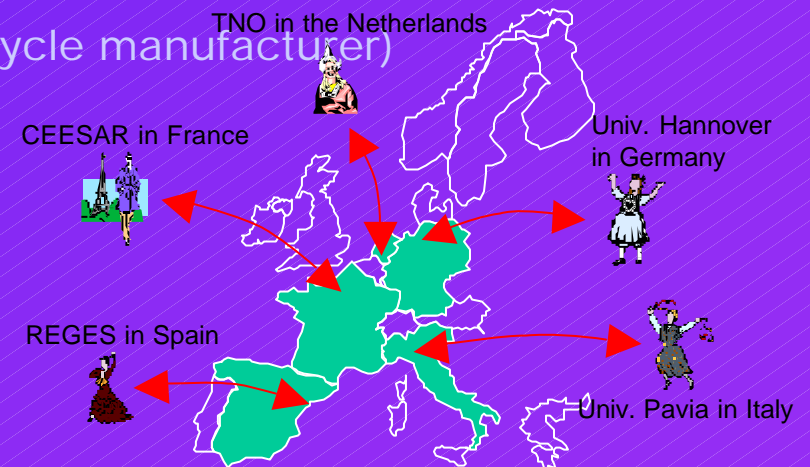 TNO in the Netherlands
ycle manufacturer)
CEESAR in France
Univ. Hannover
in Germany
REGES in Spain
Univ. Pavia in Italy